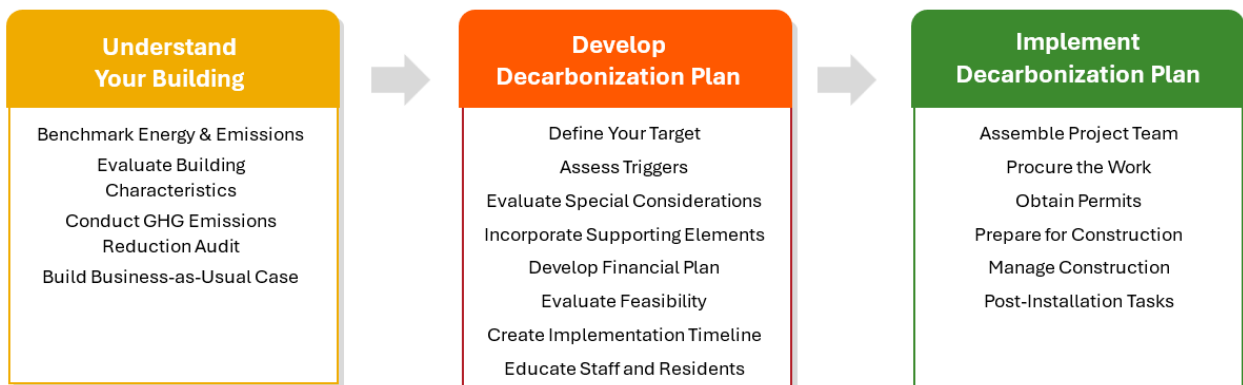 Understand
Your Building
Benchmark Energy & Emissions
Evaluate Building
Characteristics
Conduct GHG Emissions
Reduction Audit
Build Business-as-Usual Case
Develop
Decarbonization Plan
Define Your Target
Assess Triggers
Evaluate Special Considerations
Incorporate Supporting Elements
Develop Financial Plan
Evaluate Feasibility
Create Implementation Timeline
Educate Staff and Residents
Implement
Decarbonization Plan
Assemble Project Team
Procure the Work
Obtain Permits
Prepare for Construction
Manage Construction
Post-Installation Tasks